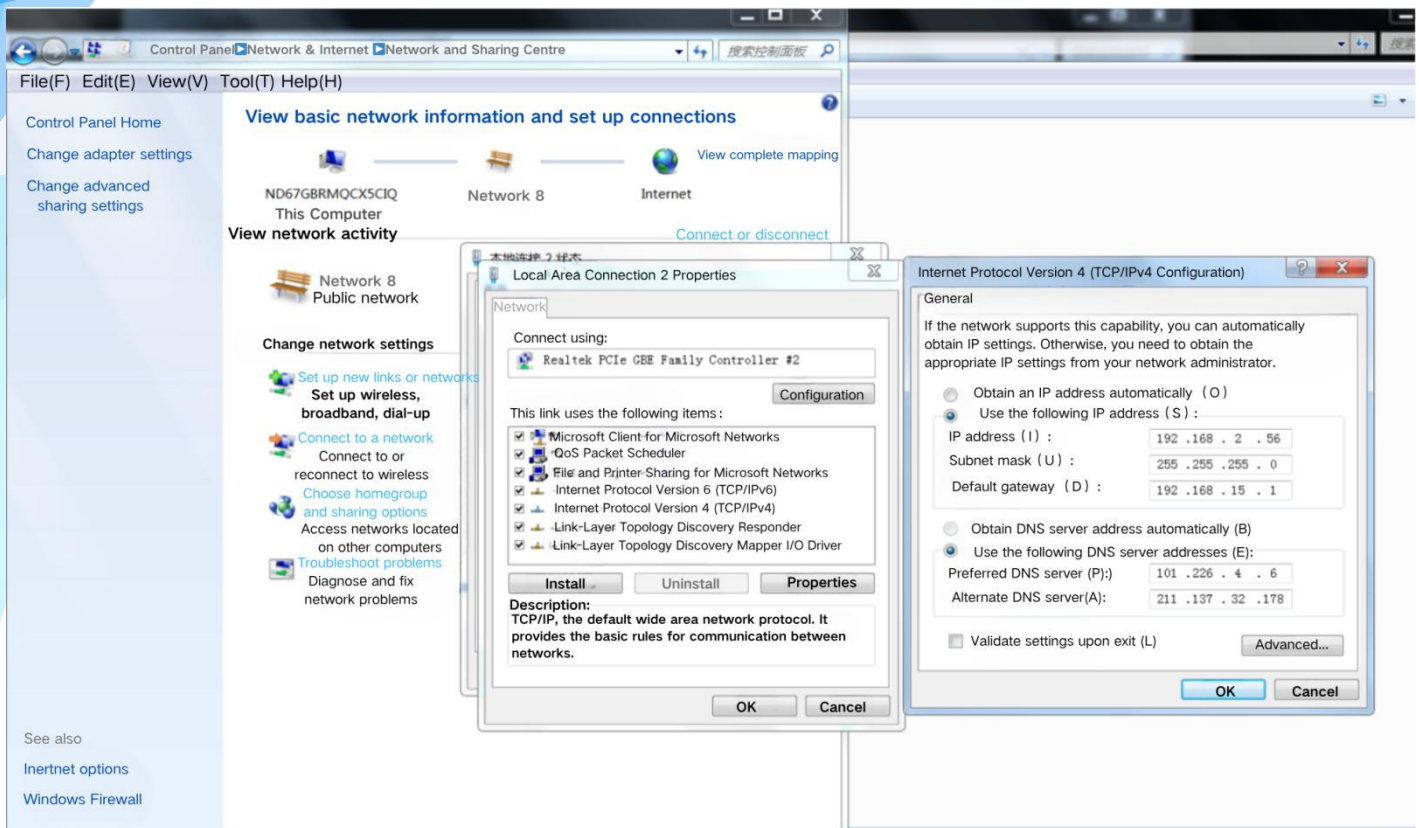 Control Panel Network & Internet Network and Sharing Centre
搜索控制面板
File(F) Edit(E) View(V) Tool(T) Help(H)
Control Panel Home
Change adapter settings
Change advanced
sharing settings
See also
Inertnet options
Windows Firewall
View basic network information and set up connections
View complete mapping
ND67GBRMQCX5CIQ
This Computer
Network 8
Internet
View network activity
Connect or disconnect
Network 8
Public network
Change network settings
Set up new links or networks
Set up wireless,
broadband, dial-up
Connect to a network
Connect to or
reconnect to wireless
Choose homegroup
and sharing options
Access networks located
on other computers
Troubleshoot problems
Diagnose and fix
network problems
本地连接 2 状态
Local Area Connection 2 Properties
Network
Connect using:
Realtek PCIe GBE Family Controller #2
Configuration
This link uses the following items:
Microsoft Client for Microsoft Networks
QoS Packet Scheduler
File and Printer Sharing for Microsoft Networks
Internet Protocol Version 6 (TCP/IPv6)
Internet Protocol Version 4 (TCP/IPv4)
Link-Layer Topology Discovery Responder
Link-Layer Topology Discovery Mapper I/O Driver
Install Uninstall Properties
Description:
TCP/IP, the default wide area network protocol. It
provides the basic rules for communication between
networks.
OK Cancel
Internet Protocol Version 4 (TCP/IPv4 Configuration)
General
If the network supports this capability, you can automatically
obtain IP settings. Otherwise, you need to obtain the
appropriate IP settings from your network administrator.
Obtain an IP address automatically (O)
Use the following IP address (S) :
IP address (I) : 192 .168 . 2 . 56
Subnet mask (U) : 255 .255 .255 . 0
Default gateway (D) : 192 .168 . 15 . 1
Obtain DNS server address automatically (B)
Use the following DNS server addresses (E):
Preferred DNS server (P):) 101 .226 . 4 . 6
Alternate DNS server(A): 211 .137 . 32 .178
Validate settings upon exit (L)
Advanced...
OK Cancel